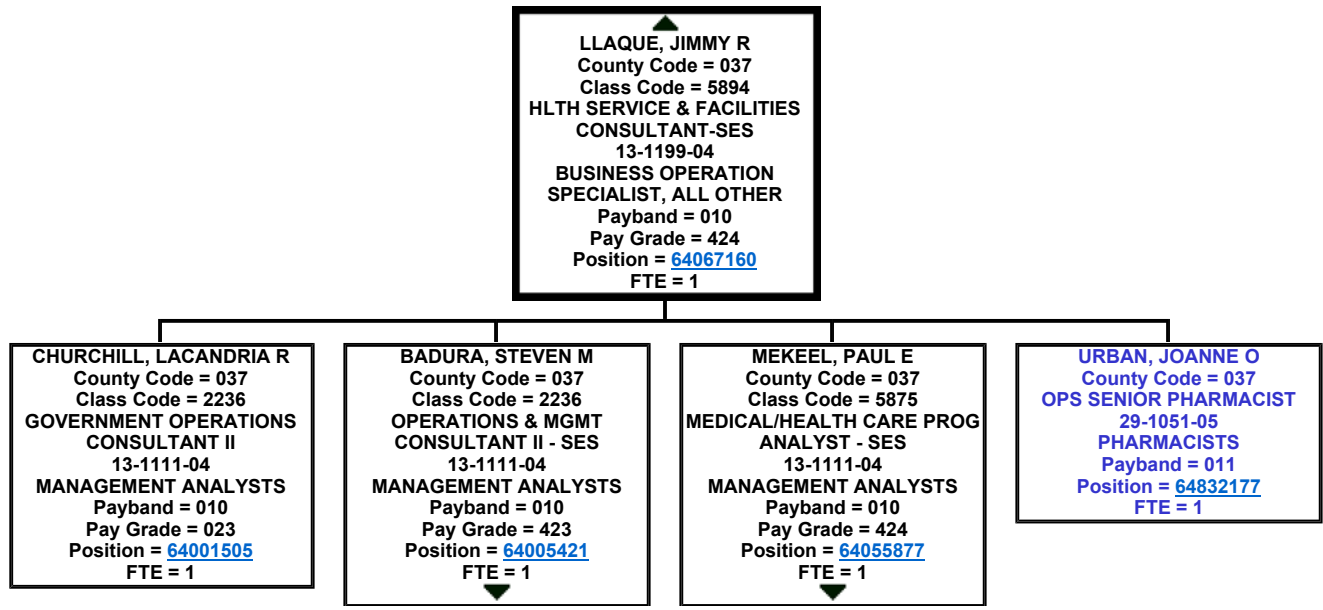 LLAQUE, JIMMY R
County Code = 037
Class Code = 5894
HLTH SERVICE & FACILITIES
CONSULTANT-SES
13-1199-04
BUSINESS OPERATION
SPECIALIST, ALL OTHER
Payband = 010
Pay Grade = 424
Position = 64067160
FTE = 1
CHURCHILL, LACANDRIA R
County Code = 037
Class Code = 2236
GOVERNMENT OPERATIONS
CONSULTANT II
13-1111-04
MANAGEMENT ANALYSTS
Payband = 010
Pay Grade = 023
Position = 64001505
FTE = 1
BADURA, STEVEN M
County Code = 037
Class Code = 2236
OPERATIONS & MGMT
CONSULTANT II - SES
13-1111-04
MANAGEMENT ANALYSTS
Payband = 010
Pay Grade = 423
Position = 64005421
FTE = 1
MEKEEL, PAUL E
County Code = 037
Class Code = 5875
MEDICAL/HEALTH CARE PROG
ANALYST - SES
13-1111-04
MANAGEMENT ANALYSTS
Payband = 010
Pay Grade = 424
Position = 64055877
FTE = 1
URBAN, JOANNE O
County Code = 037
OPS SENIOR PHARMACIST
29-1051-05
PHARMACISTS
Payband = 011
Position = 64832177
FTE = 1